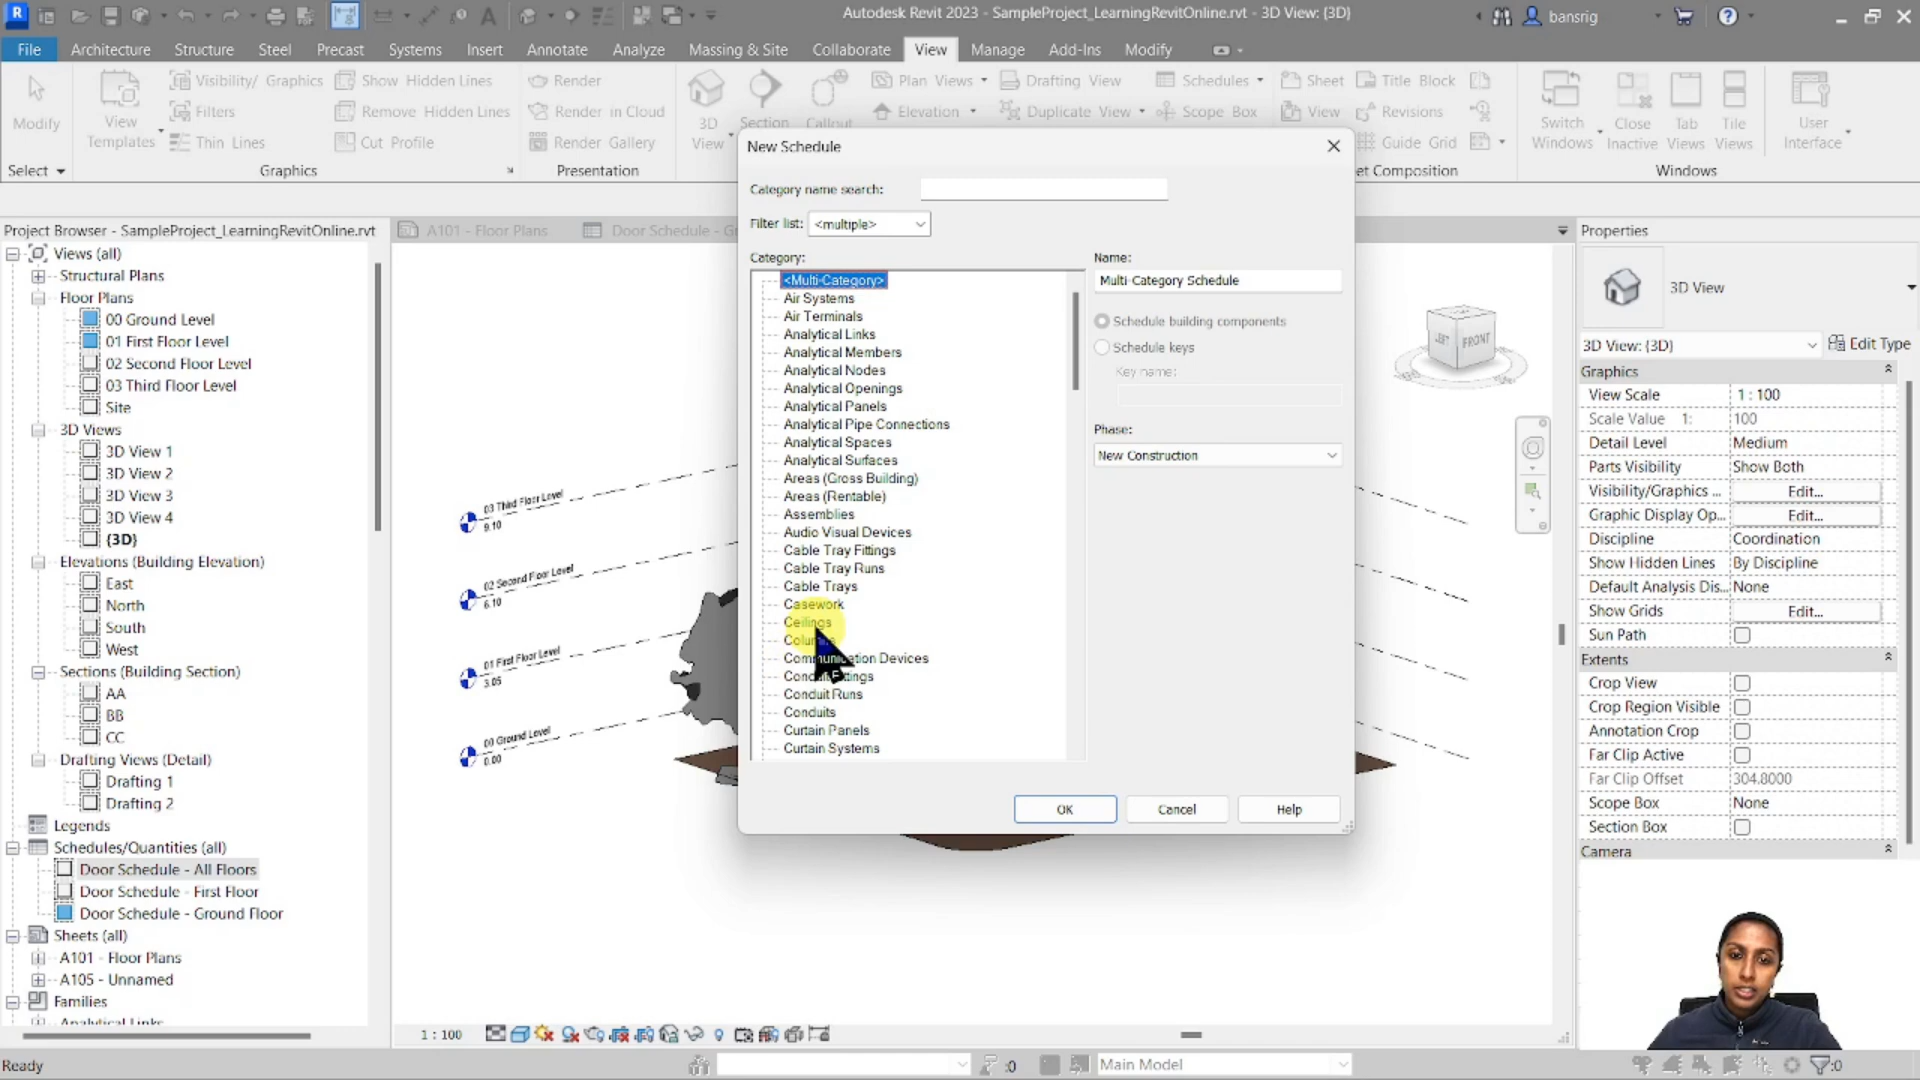 Autodesk Revit 2023 - SampleProject_LearningRevitOnline.rvt - 3D View: {3D}
bansrig
File Architecture Structure Steel Precast Systems Insert Annotate Analyze Massing & Site Collaborate View Manage Add-Ins Modify
Modify
Select
View Templates
Visibility/ Graphics
Filters
Thin Lines
Show Hidden Lines
Remove Hidden Lines
Cut Profile
Graphics
Render
Render in Cloud
Render Gallery
Presentation
3D View
Section
Callout
Plan Views
Elevation
Drafting View
Duplicate View
Schedules
Scope Box
Sheet
View
Title Block
Revisions
Guide Grid
Switch Windows
Close Inactive
Tab Views
Tile Views
Windows
User Interface
Project Browser - SampleProject_LearningRevitOnline.rvt
Views (all)
Structural Plans
Floor Plans
00 Ground Level
01 First Floor Level
02 Second Floor Level
03 Third Floor Level
Site
3D Views
3D View 1
3D View 2
3D View 3
3D View 4
{3D}
Elevations (Building Elevation)
East
North
South
West
Sections (Building Section)
AA
BB
CC
Drafting Views (Detail)
Drafting 1
Drafting 2
Legends
Schedules/Quantities (all)
Door Schedule - All Floors
Door Schedule - First Floor
Door Schedule - Ground Floor
Sheets (all)
A101 - Floor Plans
A105 - Unnamed
Families
Analytical Links
A101 - Floor Plans
03 Third Floor Level
9.10
02 Second Floor Level
6.10
01 First Floor Level
3.05
00 Ground Level
0.00
New Schedule
Category name search:
Filter list: <multiple>
Category:
<Multi-Category>
Air Systems
Air Terminals
Analytical Links
Analytical Members
Analytical Nodes
Analytical Openings
Analytical Panels
Analytical Pipe Connections
Analytical Spaces
Analytical Surfaces
Areas (Gross Building)
Areas (Rentable)
Assemblies
Audio Visual Devices
Cable Tray Fittings
Cable Tray Runs
Cable Trays
Casework
Ceilings
Communication Devices
Conduit Runs
Conduits
Curtain Panels
Curtain Systems
Name:
Multi-Category Schedule
Schedule building components
Schedule keys
Key name:
Phase:
New Construction
OK Cancel Help
FRONT
Properties
3D View
3D View: {3D} Edit Type
Graphics
View Scale 1 : 100
Scale Value 1: 100
Detail Level Medium
Parts Visibility Show Both
Visibility/Graphics ... Edit...
Graphic Display Op... Edit...
Discipline Coordination
Show Hidden Lines By Discipline
Default Analysis Dis... None
Show Grids Edit...
Sun Path
Extents
Crop View
Crop Region Visible
Annotation Crop
Far Clip Active
Far Clip Offset 304.8000
Scope Box None
Section Box
Camera
1 : 100
Ready
:0
Main Model
:0